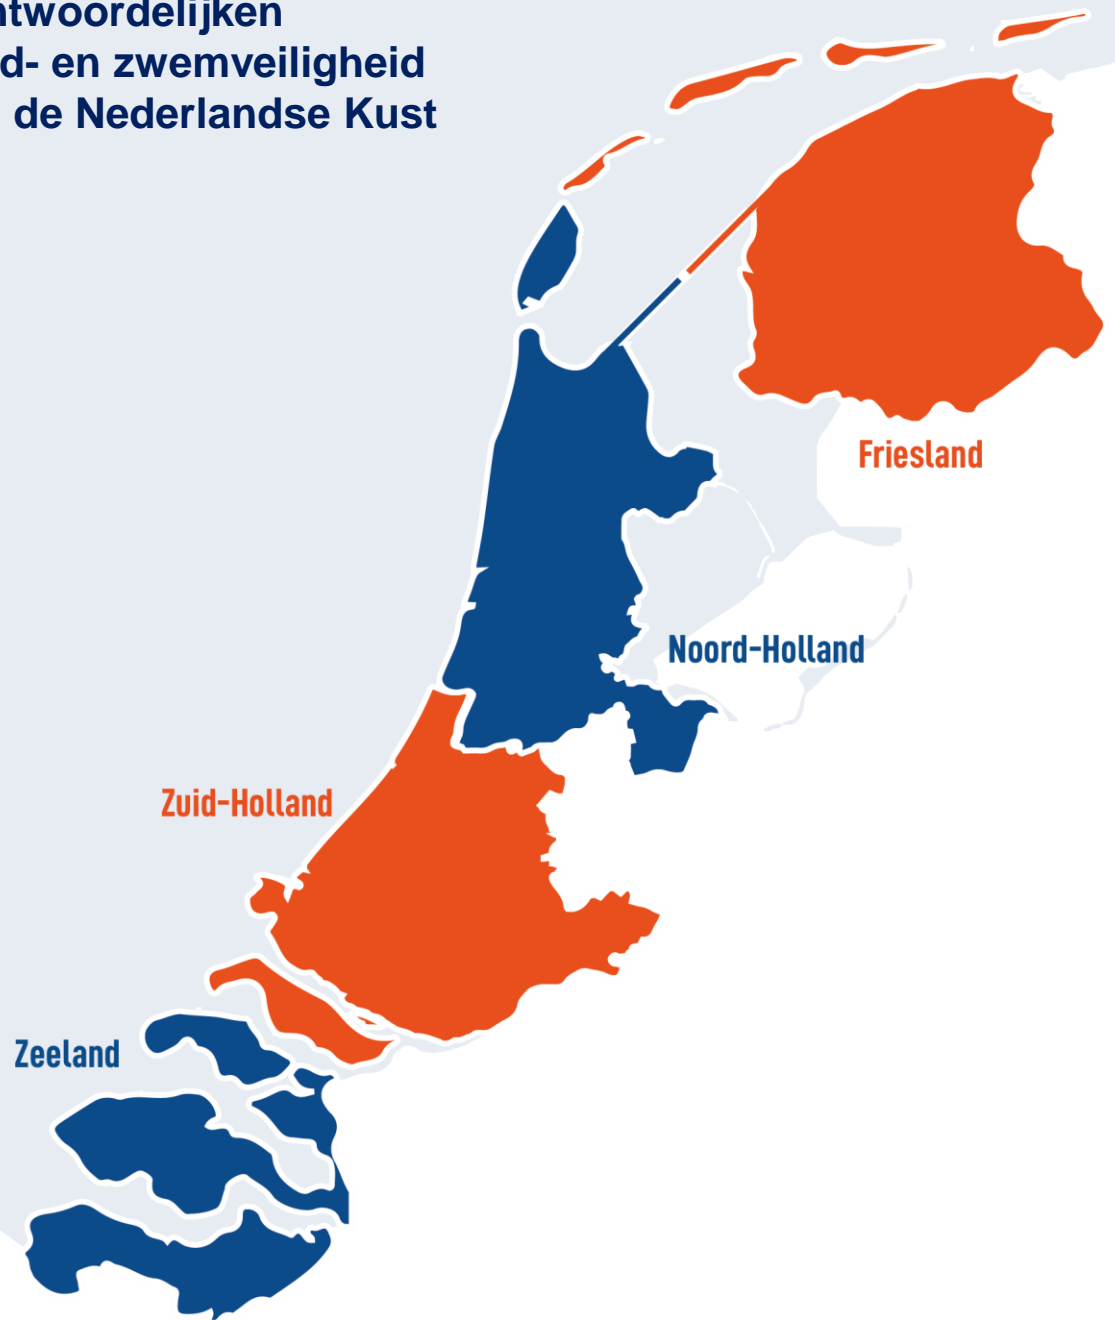 ntwoordelijken
d- en zwemveiligheid
de Nederlandse Kust
Friesland
Noord-Holland
Zuid-Holland
Zeeland